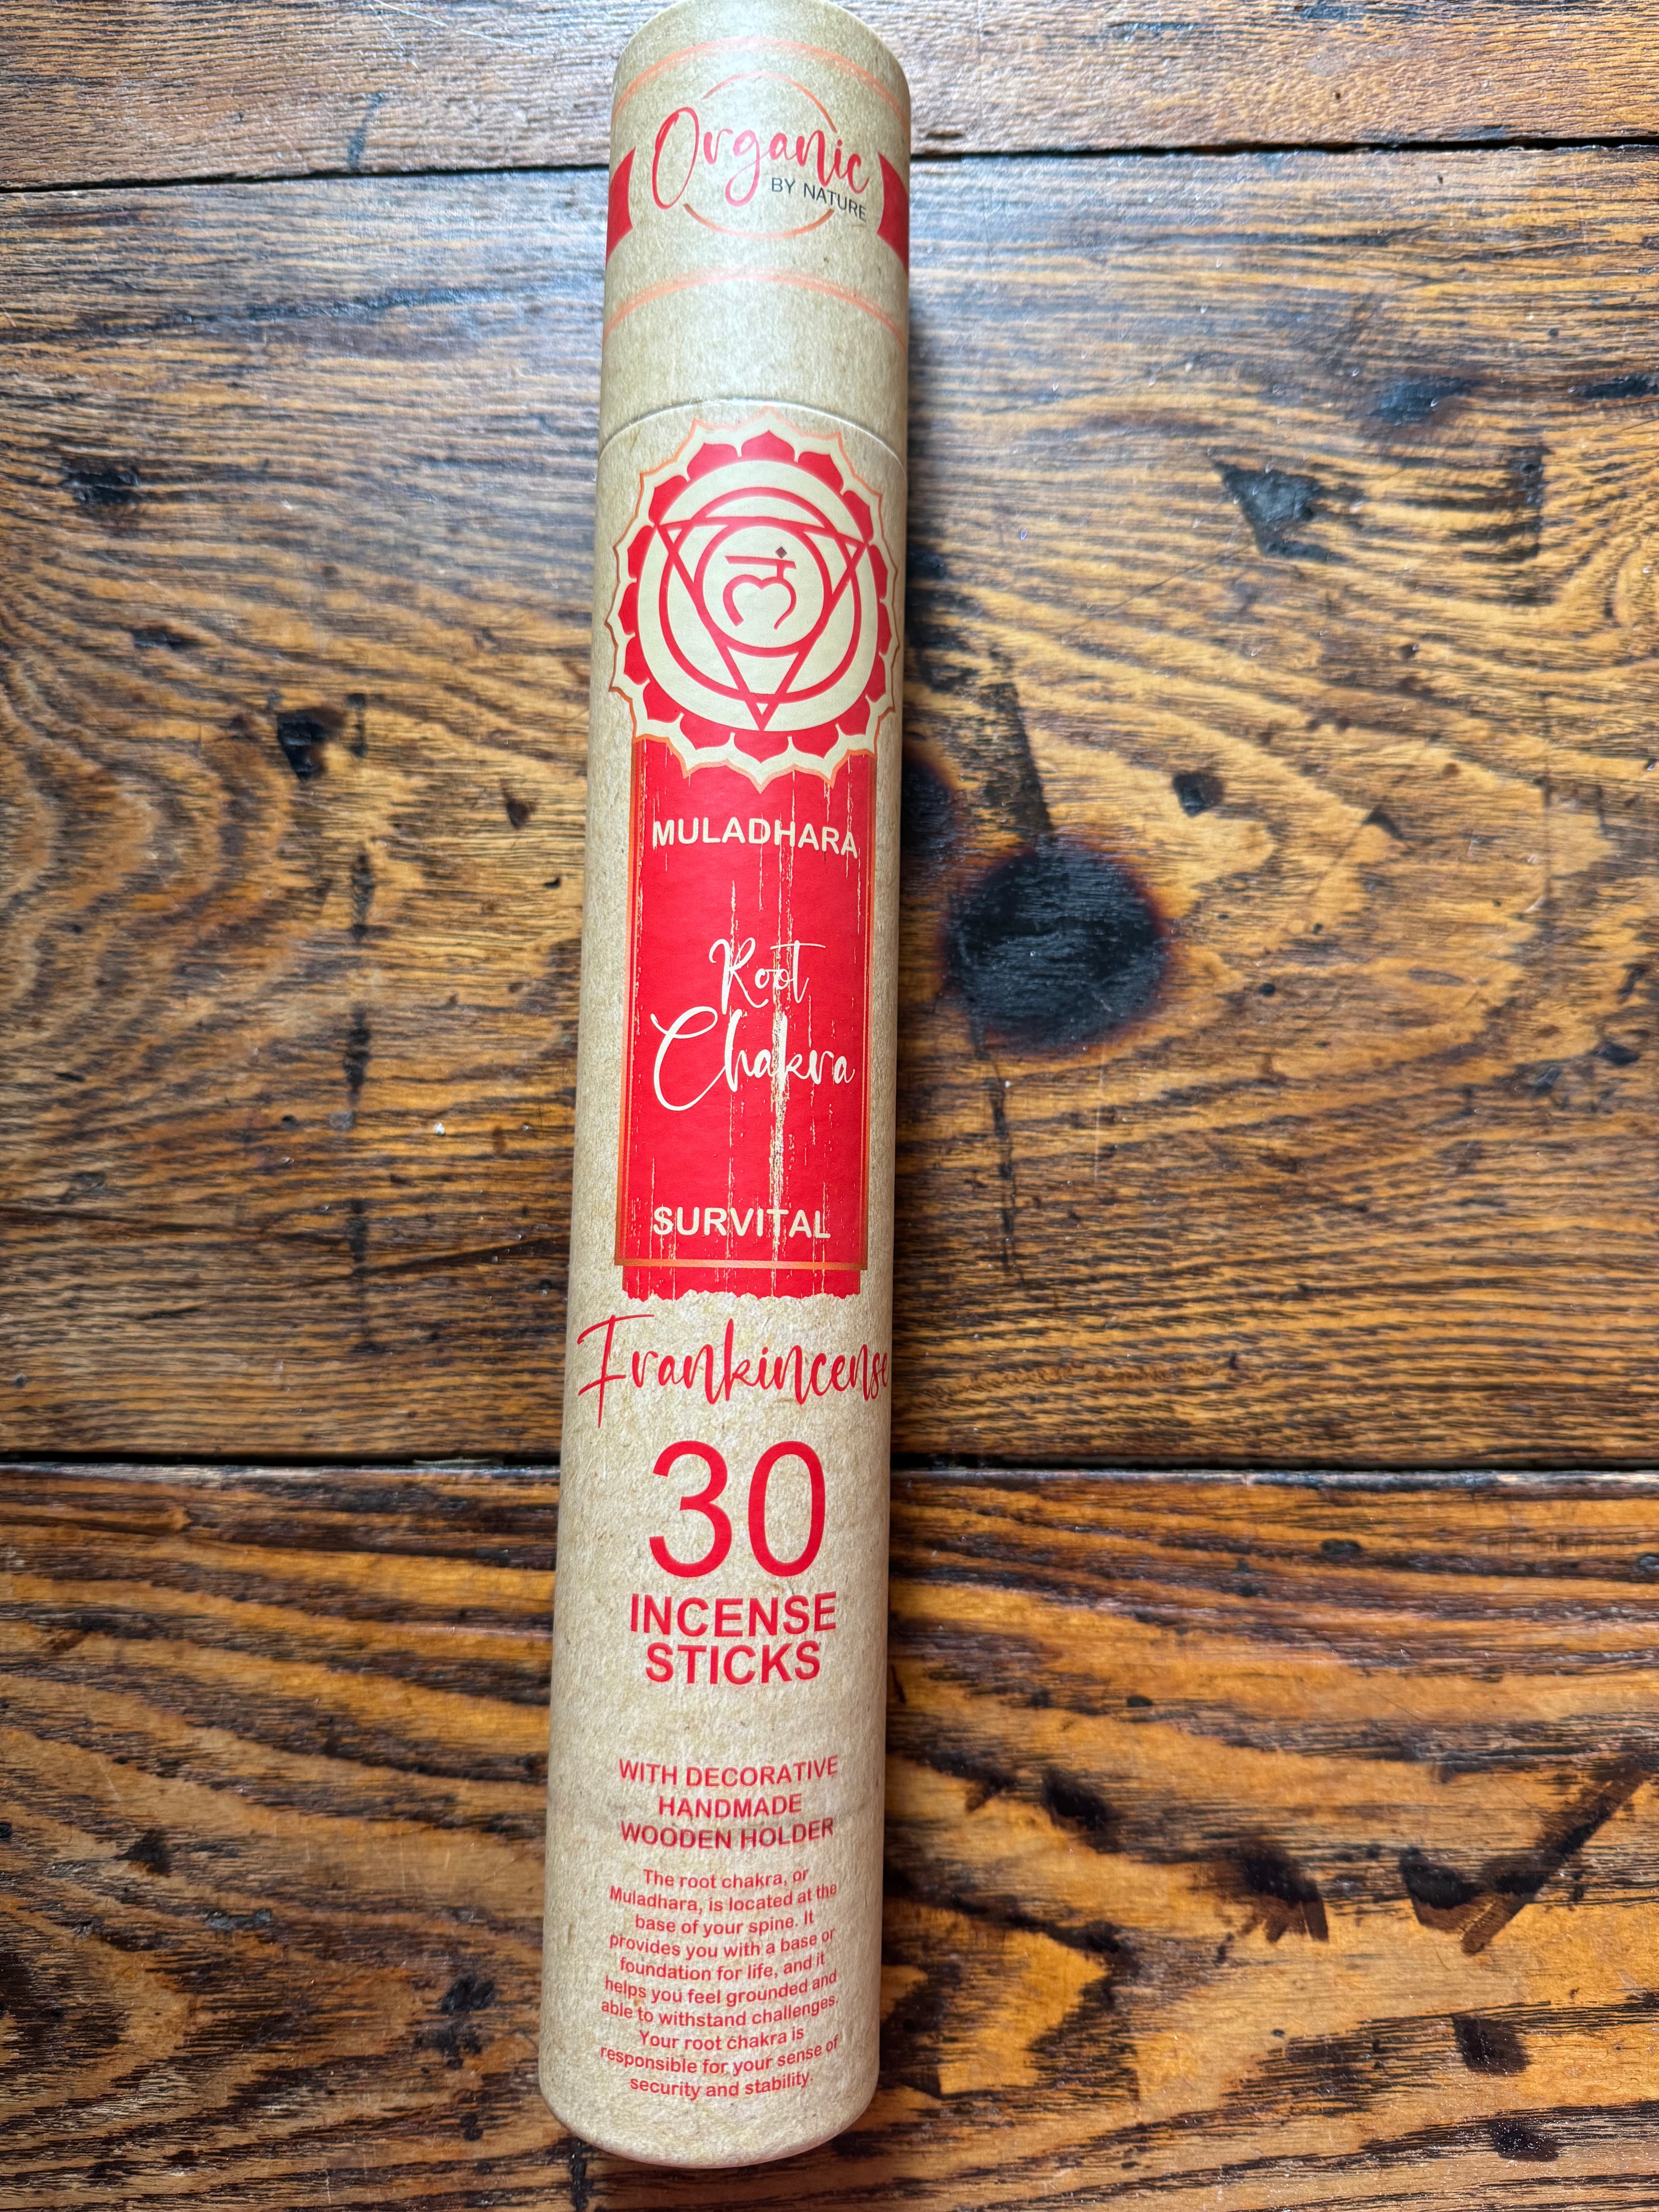 Organic
BY NATURE
लं
MULADHARA
Root
Chakra
SURVITAL
Frankincense
30
INCENSE
STICKS
WITH DECORATIVE
HANDMADE
WOODEN HOLDER
The root chakra, or
Muladhara, is located at the
base of your spine. It
provides you with a base or
foundation for life, and it
helps you feel grounded and
able to withstand challenges.
Your root chakra is
responsible for your sense of
security and stability.